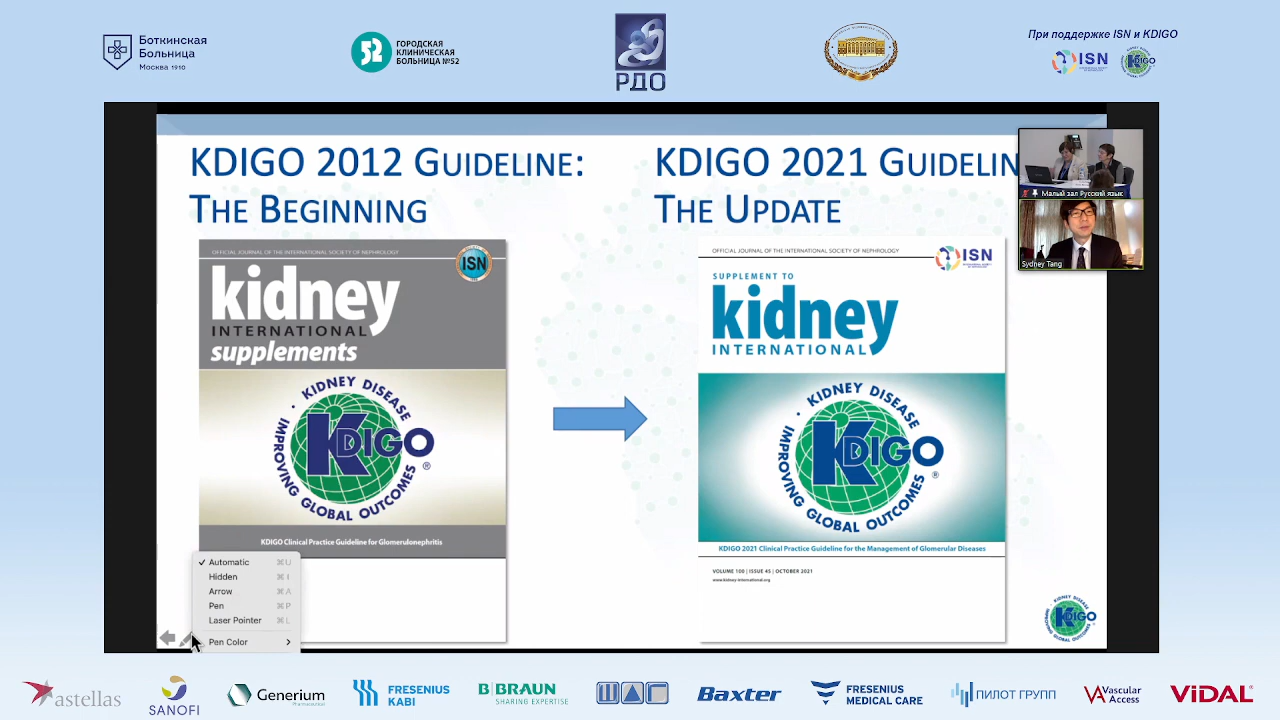 Боткинская
Больница
Москва 1910
52
ГОРОДСКАЯ
КЛИНИЧЕСКАЯ
БОЛЬНИЦА №52
РДО
При поддержке ISN и KDIGO
ISN
KDIGO
KDIGO 2012 GUIDELINE:
THE BEGINNING
KDIGO 2021 GUIDELIN
THE UPDATE
Малый зал Русский язык
Sydney Tang
OFFICIAL JOURNAL OF THE INTERNATIONAL SOCIETY OF NEPHROLOGY
ISN
kidney
INTERNATIONAL
supplements
KIDNEY DISEASE
KDIGO
®
IMPROVING GLOBAL OUTCOMES
KDIGO Clinical Practice Guideline for Glomerulonephritis
OFFICIAL JOURNAL OF THE INTERNATIONAL SOCIETY OF NEPHROLOGY
ISN
SUPPLEMENT TO
kidney
INTERNATIONAL
KIDNEY DISEASE
KDIGO
®
IMPROVING GLOBAL OUTCOMES
KDIGO 2021 Clinical Practice Guideline for the Management of Glomerular Diseases
VOLUME 100 | ISSUE 4S | OCTOBER 2021
www.kidney-international.org
✓ Automatic ⌘U
Hidden ⌘I
Arrow ⌘A
Pen ⌘P
Laser Pointer ⌘L
Pen Color
KDIGO
astellas
SANOFI
Generium
Pharmaceutical
FRESENIUS
KABI
B|BRAUN
SHARING EXPERTISE
ШАГ
Baxter
FRESENIUS
MEDICAL CARE
ПИЛОТ ГРУПП
VA Vascular
Access
ViDAL